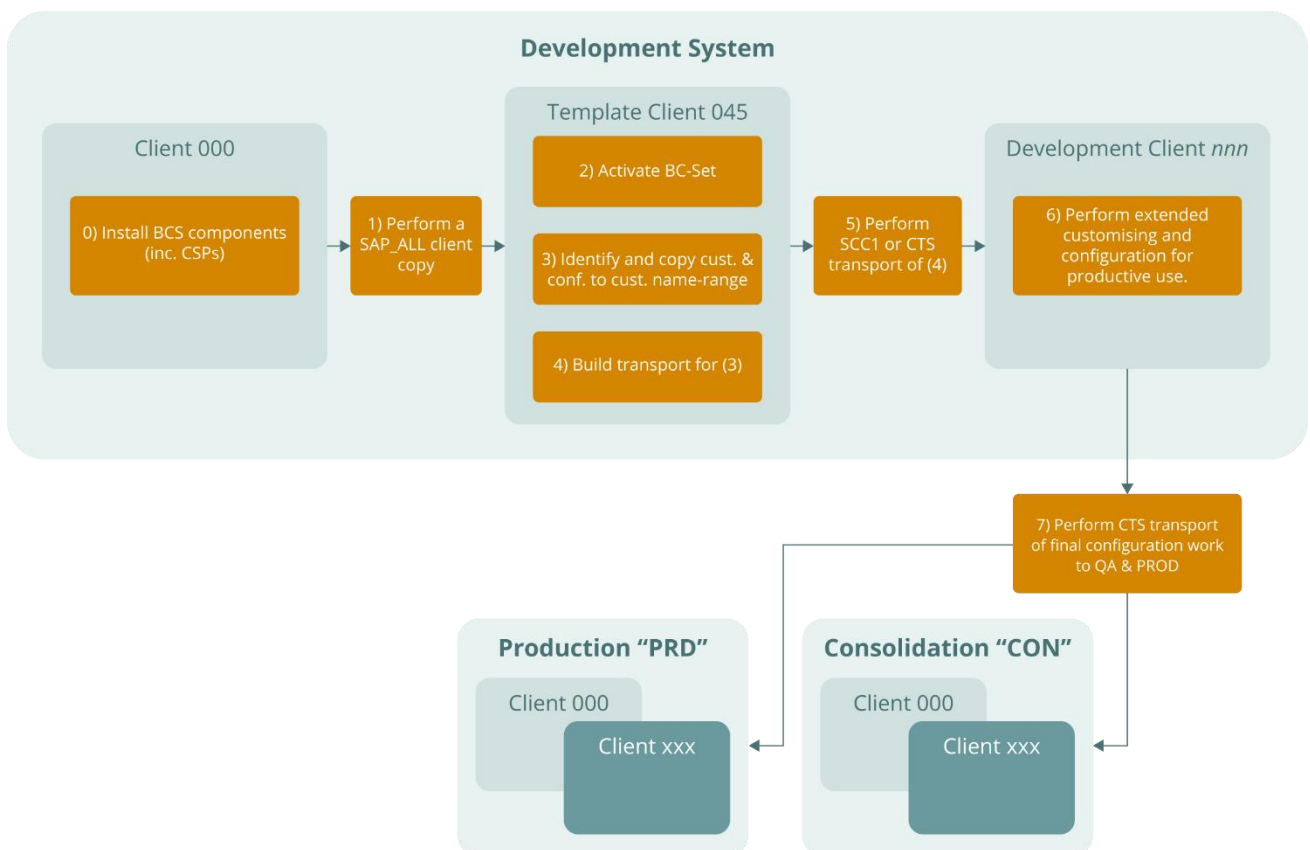 Development System
Client 000
0) Install BCS components
(inc. CSPs)
1) Perform a
SAP_ALL client
copy
Template Client 045
2) Activate BC-Set
3) Identify and copy cust. &
conf. to cust. name-range
4) Build transport for (3)
5) Perform
SCC1 or CTS
transport of (4)
Development Client nnn
6) Perform extended
customising and
configuration for
productive use.
7) Perform CTS transport
of final configuration work
to QA & PROD
Production “PRD”
Client 000
Client xxx
Consolidation “CON”
Client 000
Client xxx